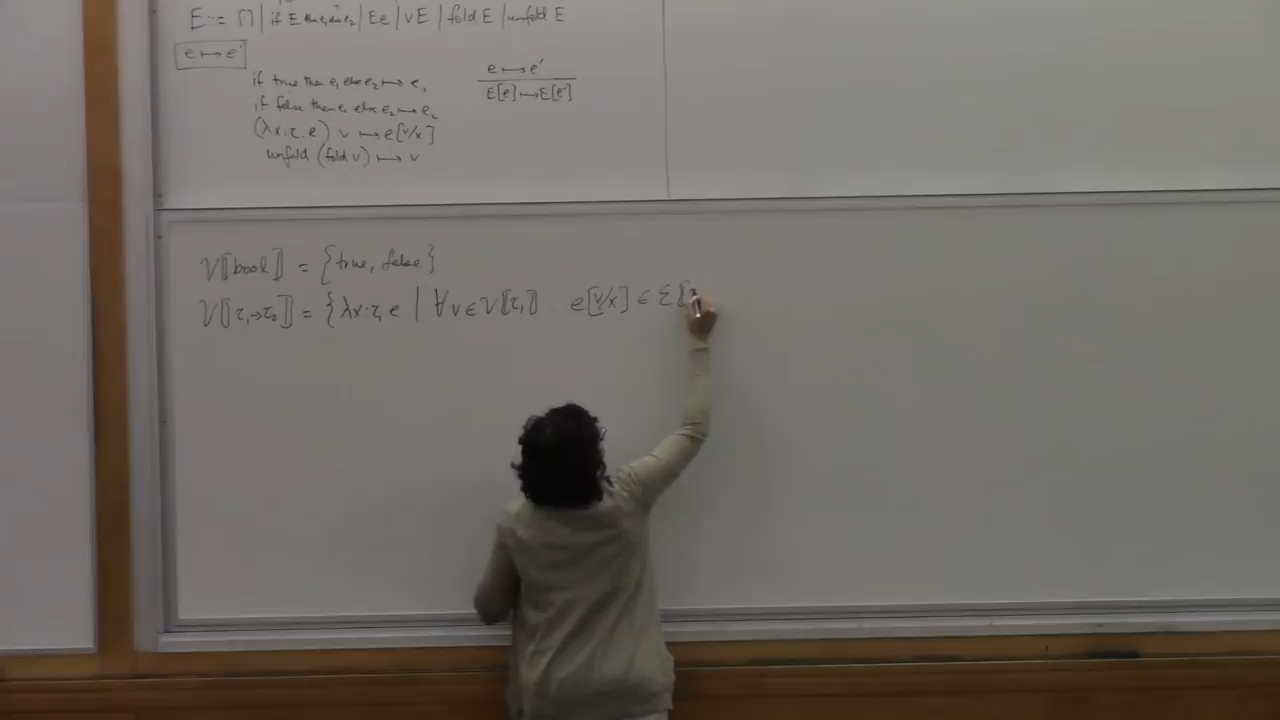 E ::= [] | if E then e₁ else e₂ | E e | v E | fold E | unfold E
e ↦ e'
if true then e₁ else e₂ ↦ e₁
if false then e₁ else e₂ ↦ e₂
(λx:τ. e) v ↦ e[v/x]
unfold (fold v) ↦ v
e ↦ e'
E[e] ↦ E[e']
V⟦bool⟧ = {true, false}
V⟦τ₁→τ₂⟧ = {λx:τ₁ e | ∀v∈V⟦τ₁⟧. e[v/x] ∈ E⟦